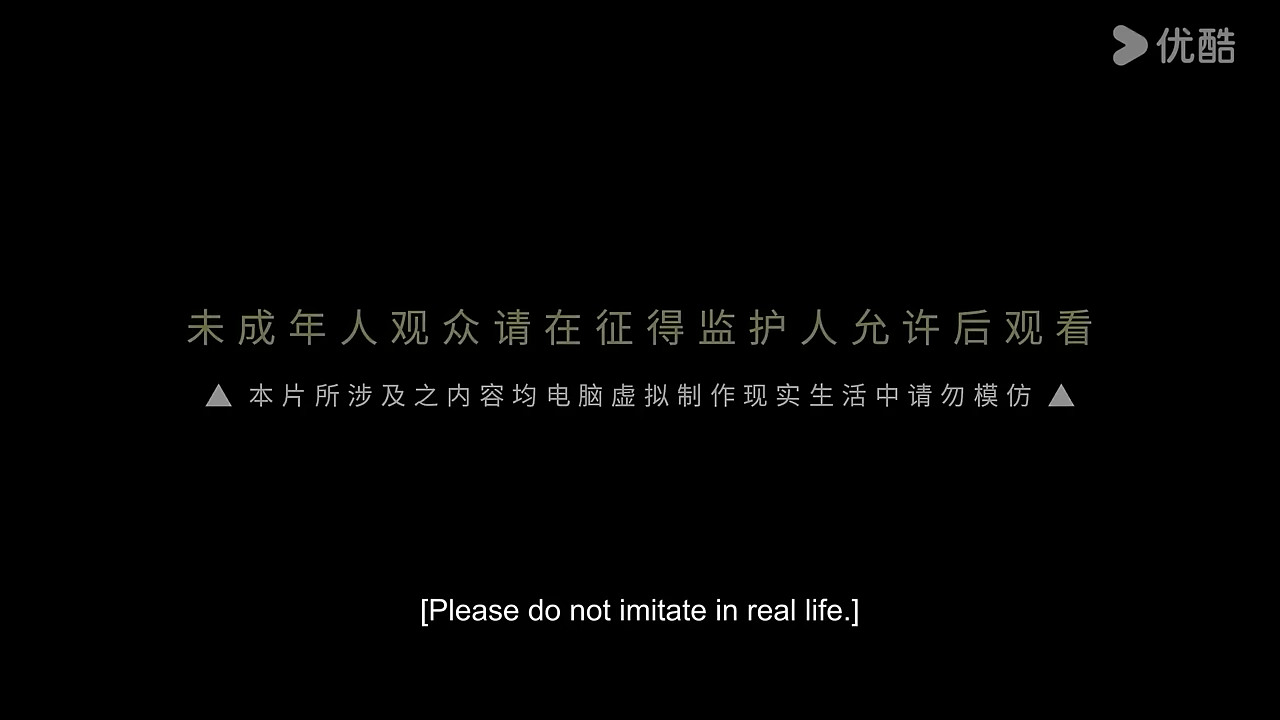 优酷
未成年人观众请在征得监护人允许后观看
▲ 本片所涉及之内容均电脑虚拟制作现实生活中请勿模仿 ▲
[Please do not imitate in real life.]